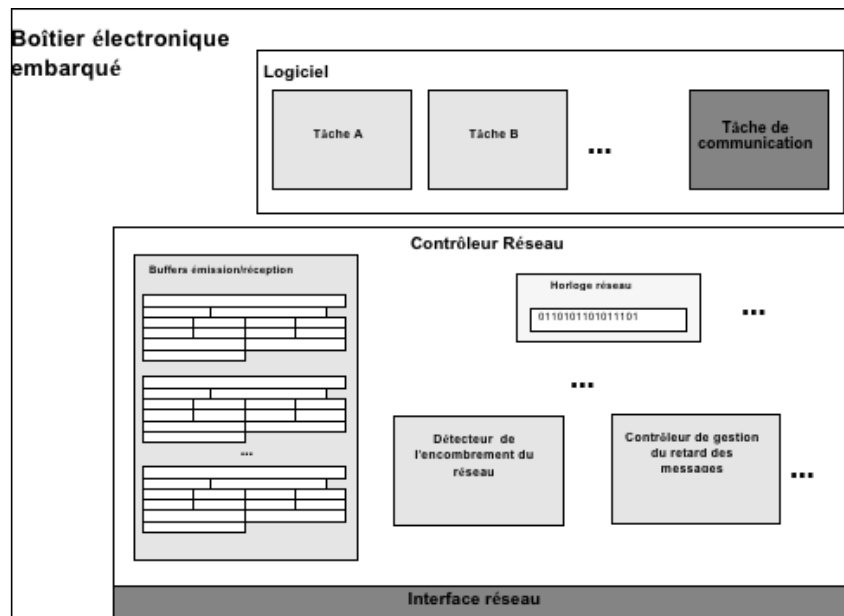 Boîtier électronique
embarqué
Logiciel
Tâche A
Tâche B
...
Tâche de
communication
Contrôleur Réseau
Buffers émission/réception
...
Horloge réseau
0110101101011101
...
...
Détecteur de
l'encombrement du
réseau
Contrôleur de gestion
du retard des
messages
...
Interface réseau